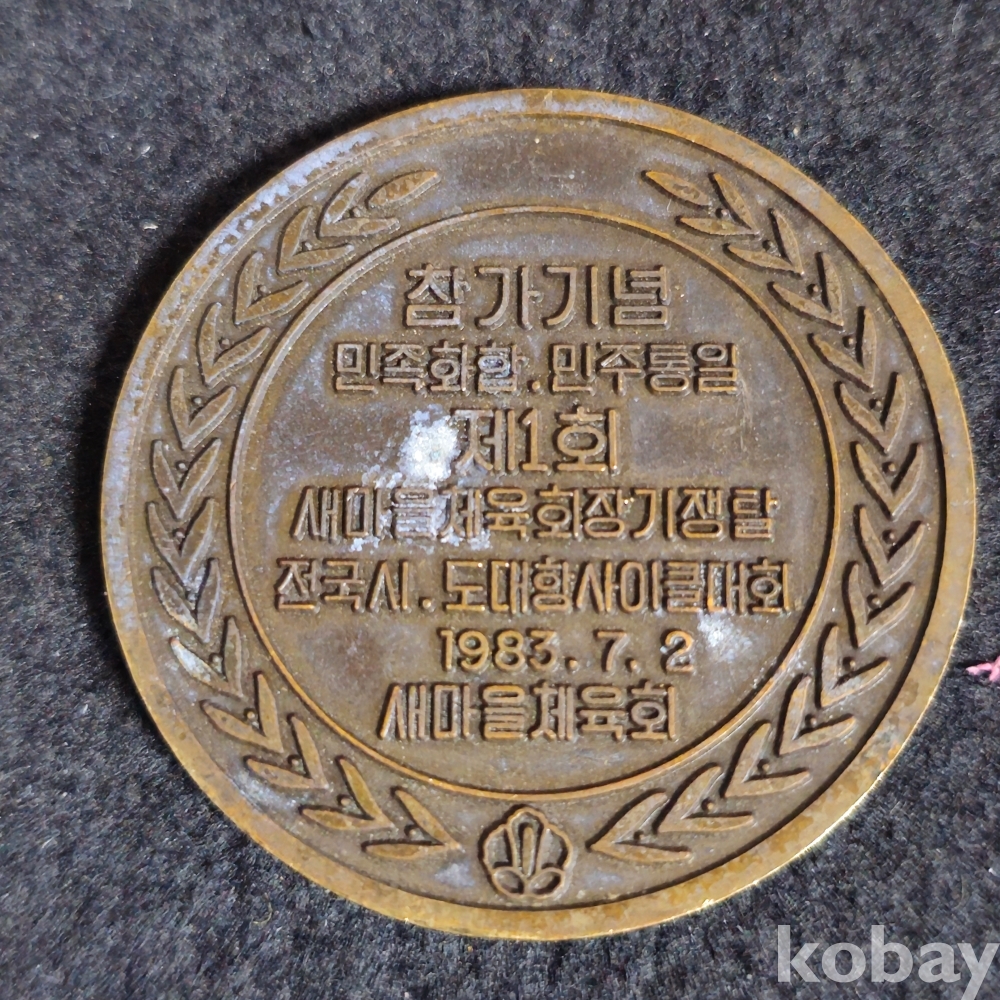 참가기념
민족화합.민주통일
제1회
새마을체육회장기쟁탈
전국시.도대항사이클대회
1983.7.2
새마을체육회
kobay